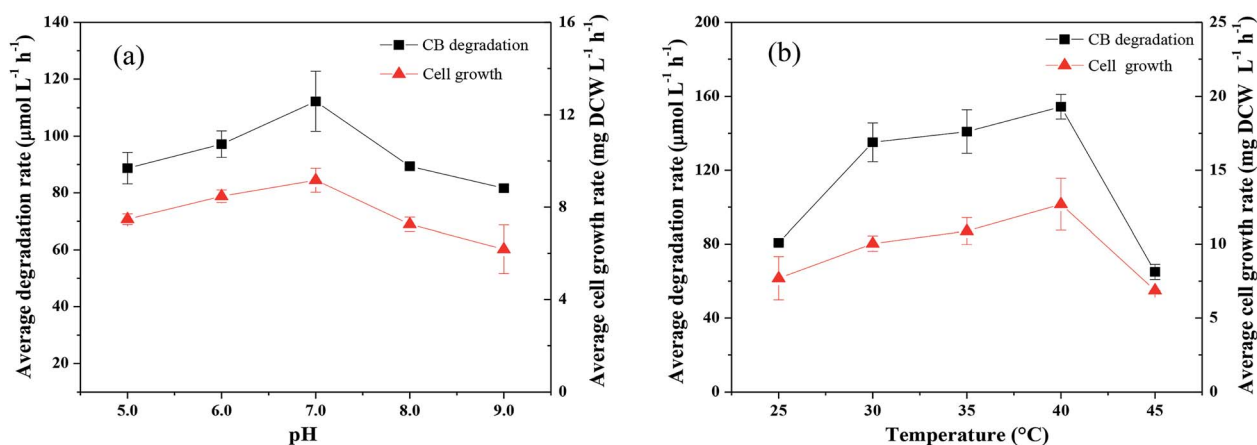 (a)
CB degradation
Cell growth
Average degradation rate (μmol L⁻¹ h⁻¹)
140
120
100
80
60
40
20
Average cell growth rate (mg DCW L⁻¹ h⁻¹)
16
12
8
4
0
5.0 6.0 7.0 8.0 9.0
pH
(b)
CB degradation
Cell growth
Average degradation rate (μmol L⁻¹ h⁻¹)
200
160
120
80
40
0
Average cell growth rate (mg DCW L⁻¹ h⁻¹)
25
20
15
10
5
0
25 30 35 40 45
Temperature (°C)